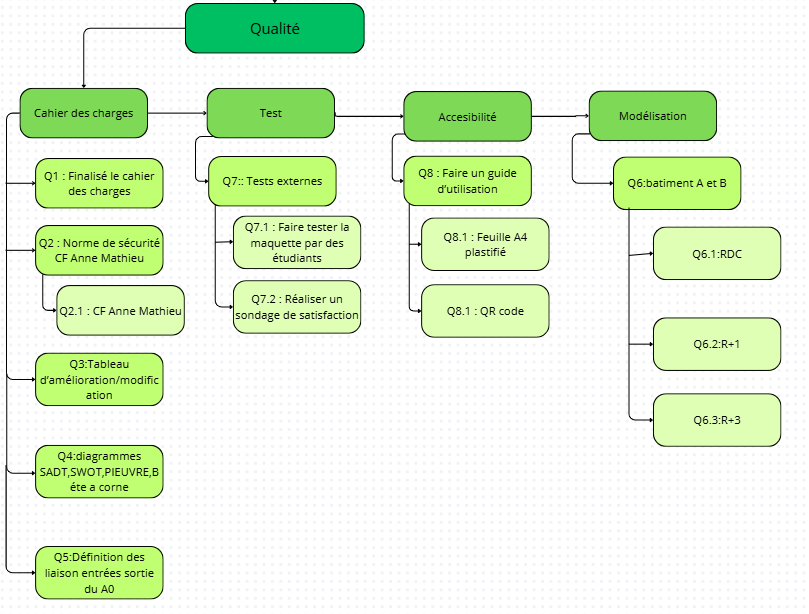 Qualité
Cahier des charges
Q1 : Finalisé le cahier
des charges
Q2 : Norme de sécurité
CF Anne Mathieu
Q2.1 : CF Anne Mathieu
Q3:Tableau
d'amélioration/modific
ation
Q4:diagrammes
SADT,SWOT,PIEUVRE,B
éte a corne
Q5:Définition des
liaison entrées sortie
du A0
Test
Q7:: Tests externes
Q7.1 : Faire tester la
maquette par des
étudiants
Q7.2 : Réaliser un
sondage de satisfaction
Accesibilité
Q8 : Faire un guide
d'utilisation
Q8.1 : Feuille A4
plastifié
Q8.1 : QR code
Modélisation
Q6:batiment A et B
Q6.1:RDC
Q6.2:R+1
Q6.3:R+3